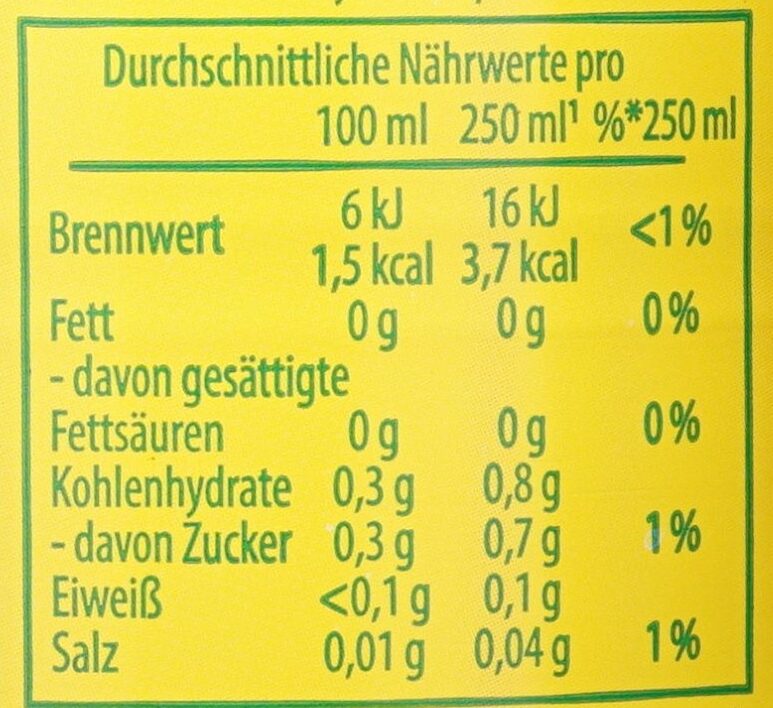 Durchschnittliche Nährwerte pro
100 ml 250 ml¹ %*250 ml
Brennwert 6 kJ 16 kJ <1%
1,5 kcal 3,7 kcal
Fett 0 g 0 g 0%
- davon gesättigte
Fettsäuren 0 g 0 g 0%
Kohlenhydrate 0,3 g 0,8 g
- davon Zucker 0,3 g 0,7 g 1%
Eiweiß <0,1 g 0,1 g
Salz 0,01 g 0,04 g 1%